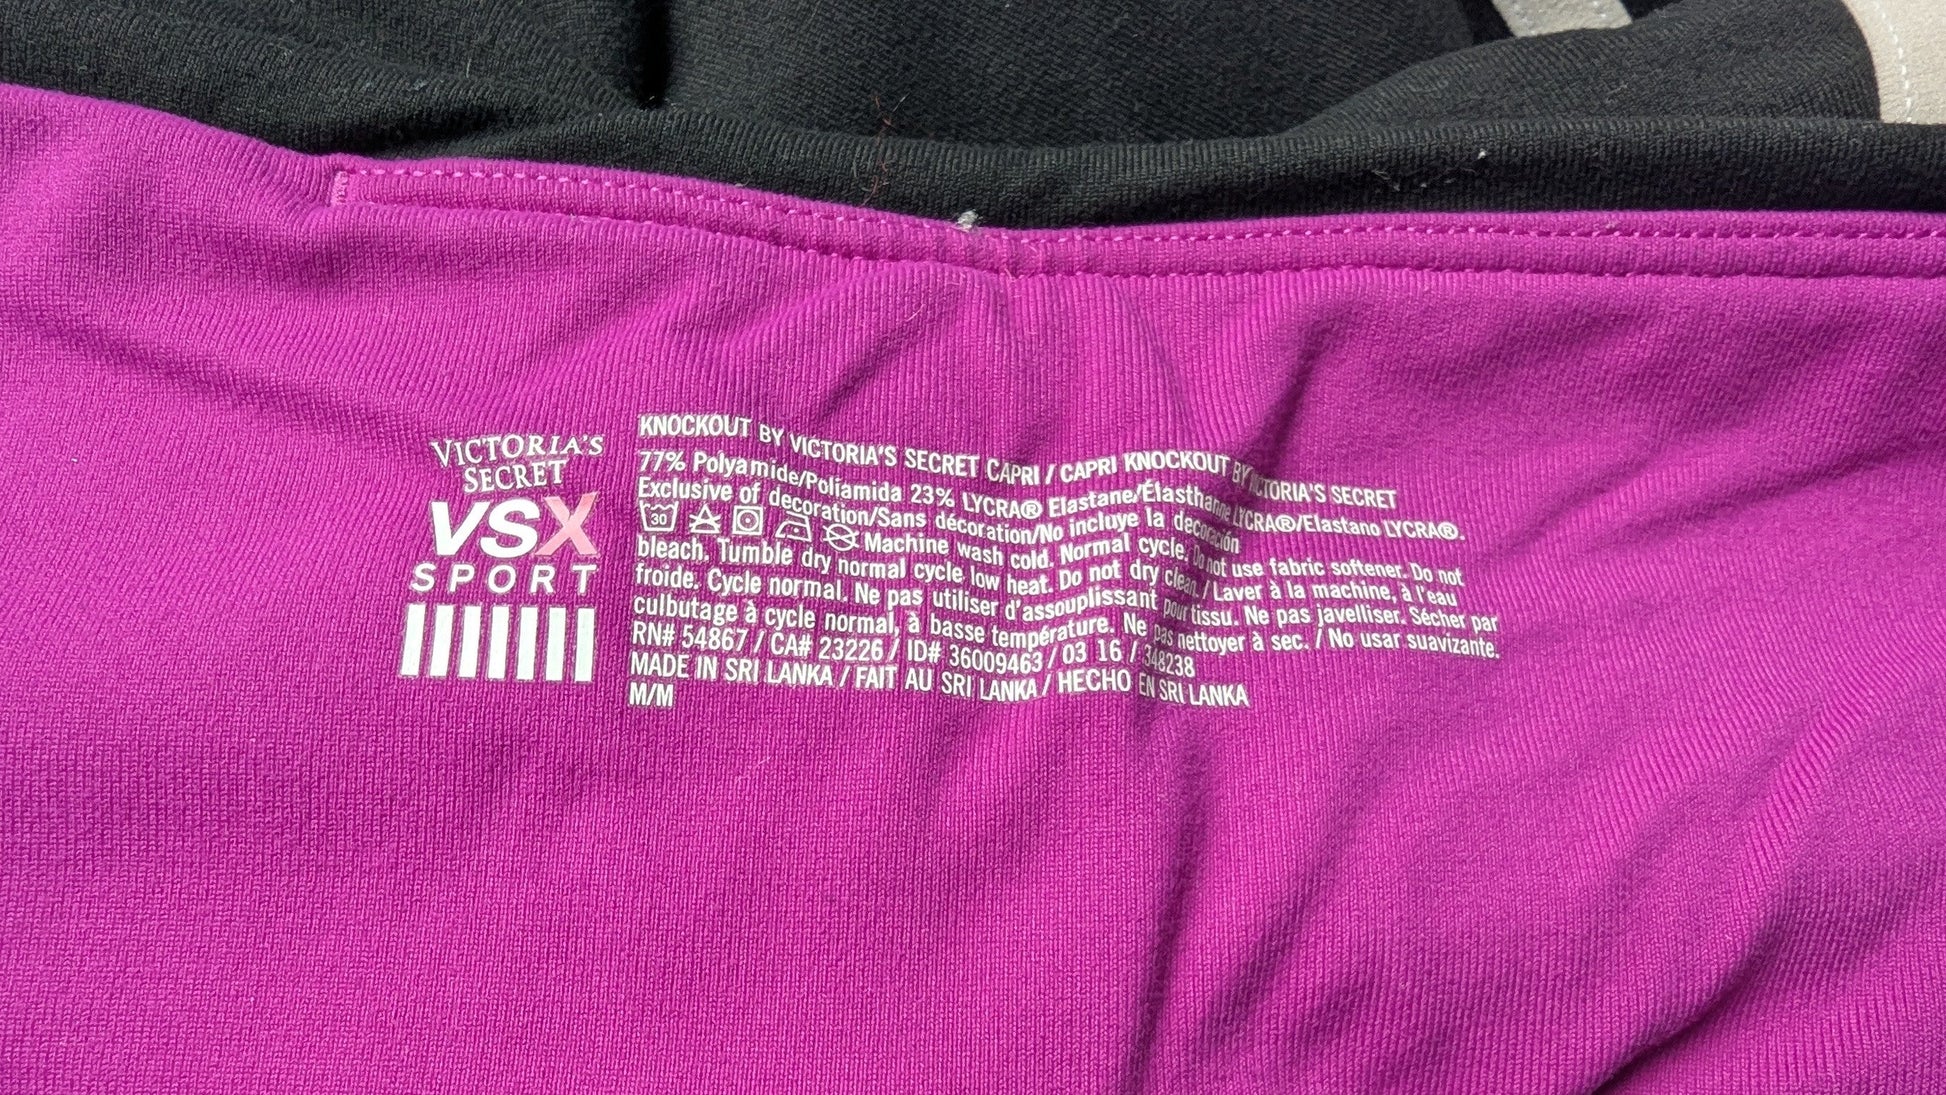 VICTORIA'S
SECRET
VSX
SPORT
KNOCKOUT BY VICTORIA'S SECRET CAPRI / CAPRI KNOCKOUT BY VICTORIA'S SECRET
77% Polyamide/Poliamida 23% LYCRA® Elastane/Élasthanne LYCRA®/Elastano LYCRA®.
Exclusive of decoration/Sans décoration/No incluye la decoración
30 Machine wash cold. Normal cycle. Do not use fabric softener. Do not
bleach. Tumble dry normal cycle low heat. Do not dry clean. / Laver à la machine, à l'eau
froide. Cycle normal. Ne pas utiliser d'assouplissant pour tissu. Ne pas javelliser. Sécher par
culbutage à cycle normal, à basse température. Ne pas nettoyer à sec. / No usar suavizante.
RN# 54867 / CA# 23226 / ID# 36009463 / 03 16 / 348238
MADE IN SRI LANKA / FAIT AU SRI LANKA / HECHO EN SRI LANKA
M/M